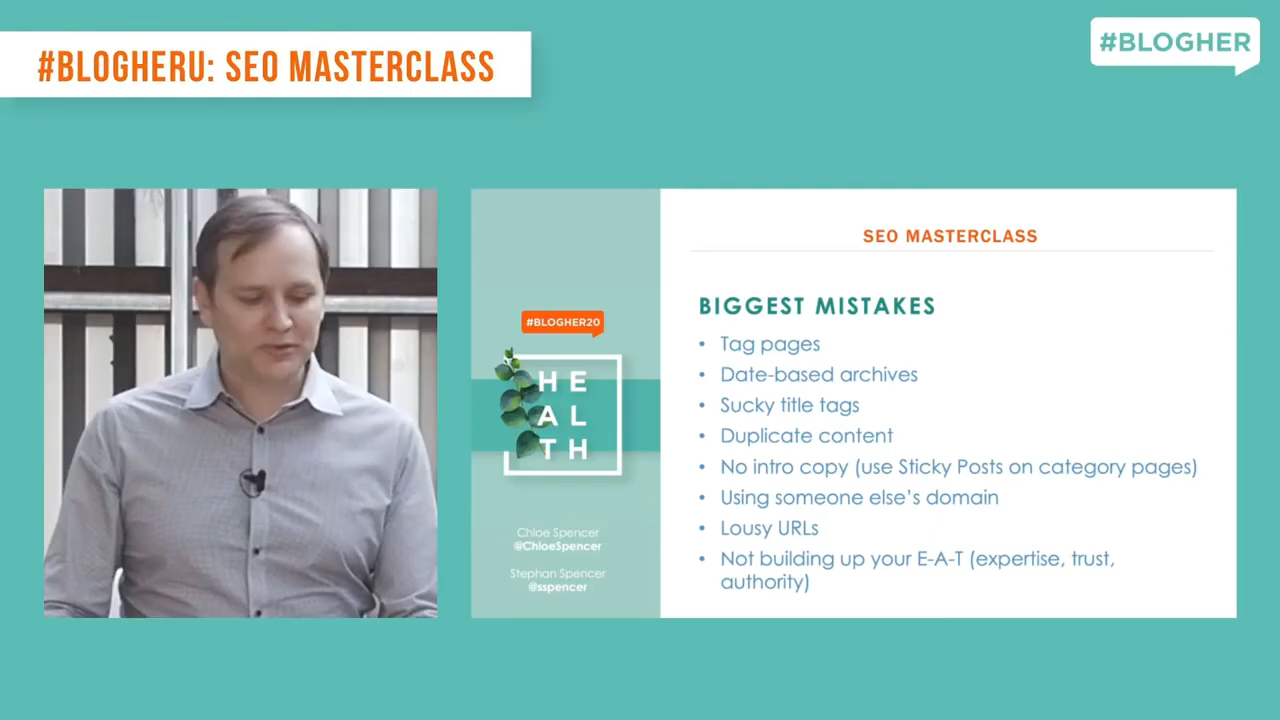 #BLOGHERU: SEO MASTERCLASS
#BLOGHER
SEO MASTERCLASS
BIGGEST MISTAKES
• Tag pages
• Date-based archives
• Sucky title tags
• Duplicate content
• No intro copy (use Sticky Posts on category pages)
• Using someone else’s domain
• Lousy URLs
• Not building up your E-A-T (expertise, trust,
authority)
#BLOGHER20
HE
AL
TH
Chloe Spencer
@ChloeSpencer
Stephan Spencer
@sspencer